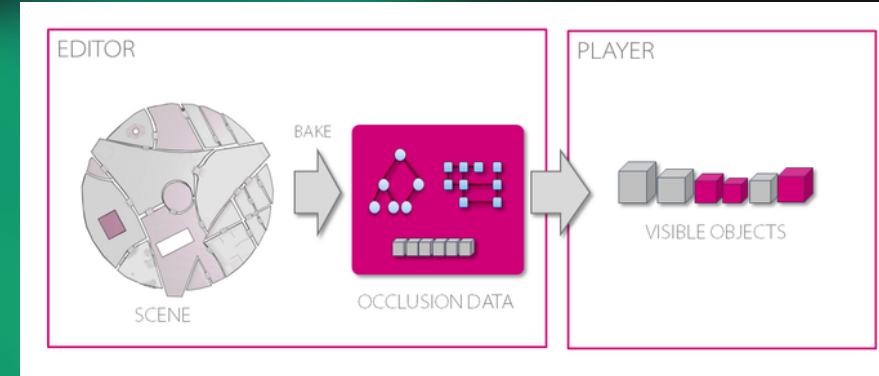 EDITOR
PLAYER
BAKE
SCENE
OCCLUSION DATA
VISIBLE OBJECTS